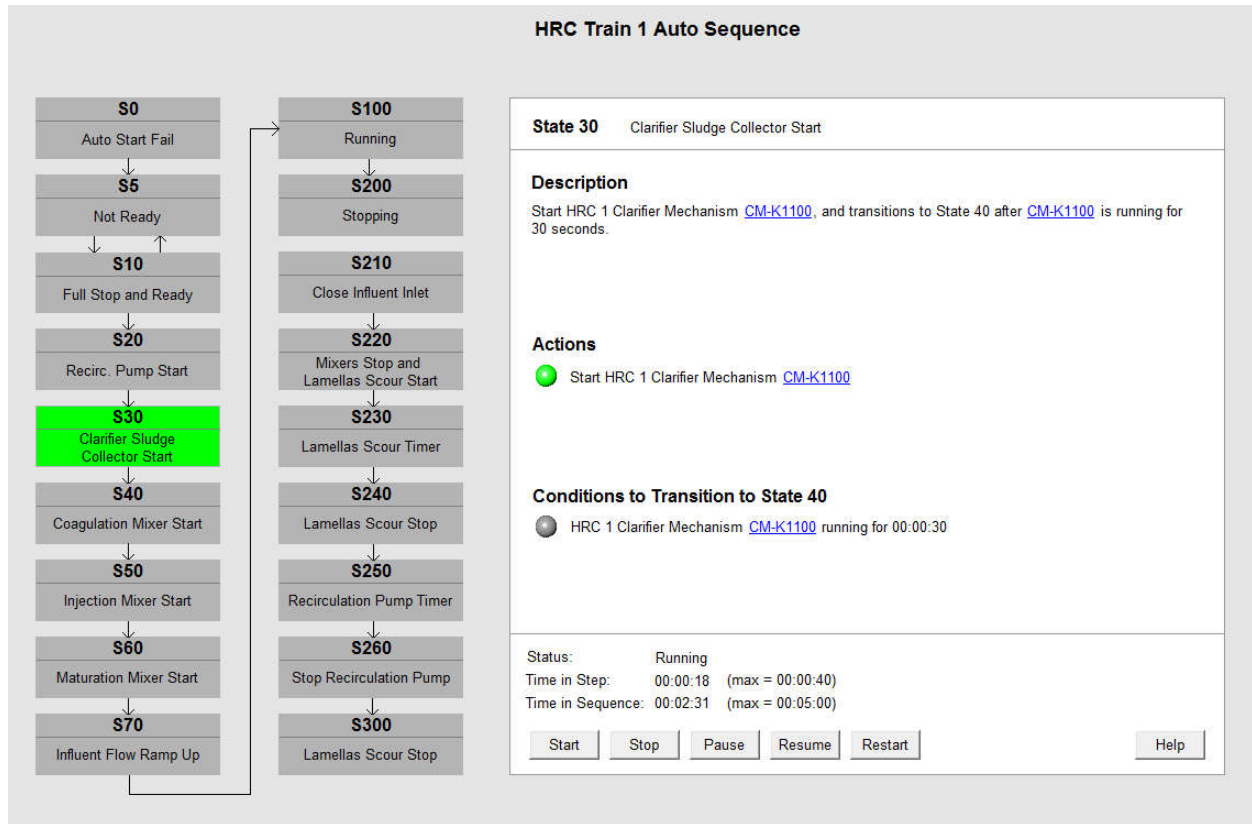 HRC Train 1 Auto Sequence
S0
Auto Start Fail
S5
Not Ready
S10
Full Stop and Ready
S20
Recirc. Pump Start
S30
Clarifier Sludge
Collector Start
S40
Coagulation Mixer Start
S50
Injection Mixer Start
S60
Maturation Mixer Start
S70
Influent Flow Ramp Up
S100
Running
S200
Stopping
S210
Close Influent Inlet
S220
Mixers Stop and
Lamellas Scour Start
S230
Lamellas Scour Timer
S240
Lamellas Scour Stop
S250
Recirculation Pump Timer
S260
Stop Recirculation Pump
S300
Lamellas Scour Stop
State 30 Clarifier Sludge Collector Start
Description
Start HRC 1 Clarifier Mechanism CM-K1100, and transitions to State 40 after CM-K1100 is running for
30 seconds.
Actions
Start HRC 1 Clarifier Mechanism CM-K1100
Conditions to Transition to State 40
HRC 1 Clarifier Mechanism CM-K1100 running for 00:00:30
Status: Running
Time in Step: 00:00:18 (max = 00:00:40)
Time in Sequence: 00:02:31 (max = 00:05:00)
Start Stop Pause Resume Restart Help